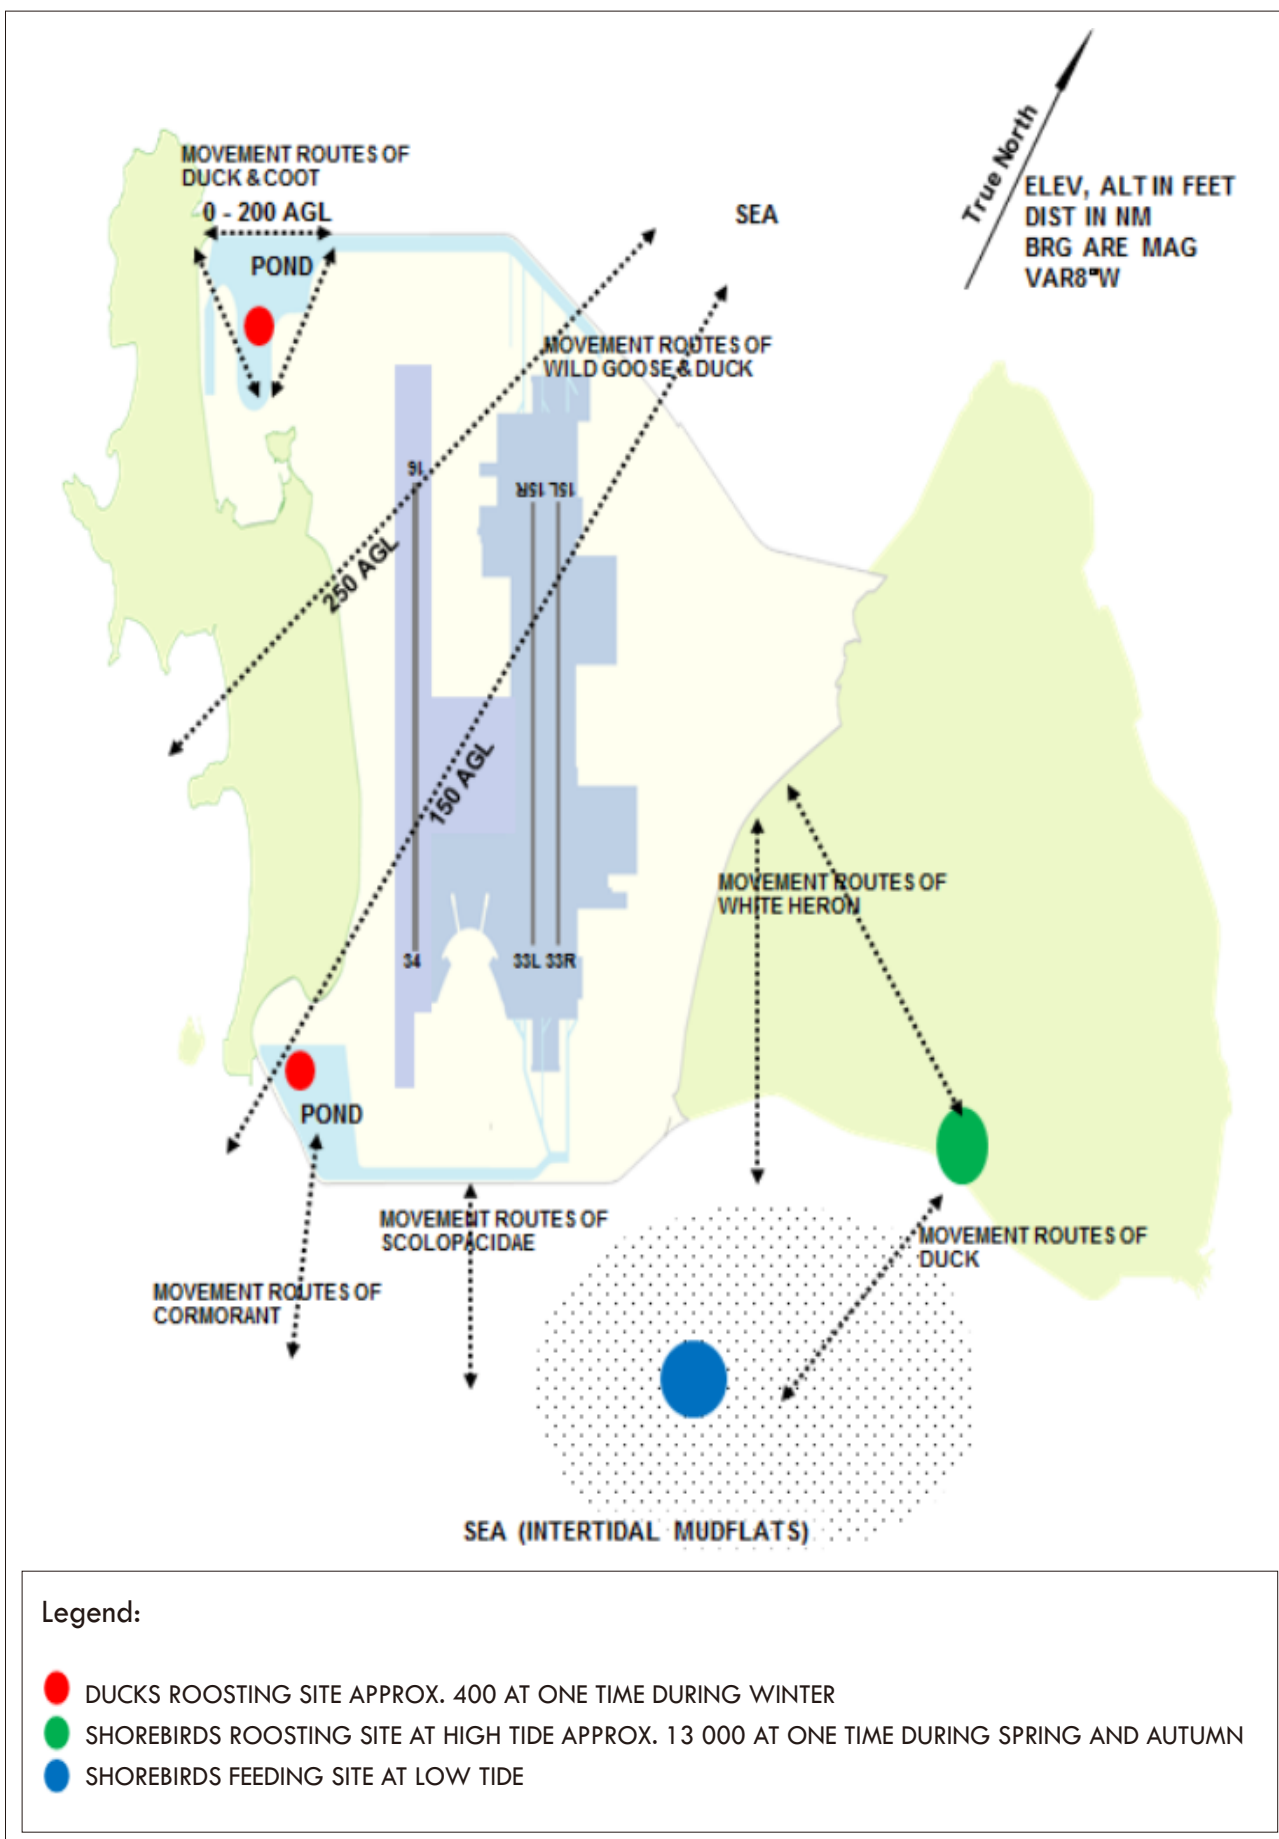 MOVEMENT ROUTES OF
DUCK & COOT
0 - 200 AGL
POND
SEA
True North
ELEV, ALT IN FEET
DIST IN NM
BRG ARE MAG
VAR8°W
MOVEMENT ROUTES OF
WILD GOOSE & DUCK
16
15R 15L
250 AGL
150 AGL
MOVEMENT ROUTES OF
WHITE HERON
34
33L 33R
POND
MOVEMENT ROUTES OF
SCOLOPACIDAE
MOVEMENT ROUTES OF
DUCK
MOVEMENT ROUTES OF
CORMORANT
SEA (INTERTIDAL MUDFLATS)
Legend:
DUCKS ROOSTING SITE APPROX. 400 AT ONE TIME DURING WINTER
SHOREBIRDS ROOSTING SITE AT HIGH TIDE APPROX. 13 000 AT ONE TIME DURING SPRING AND AUTUMN
SHOREBIRDS FEEDING SITE AT LOW TIDE